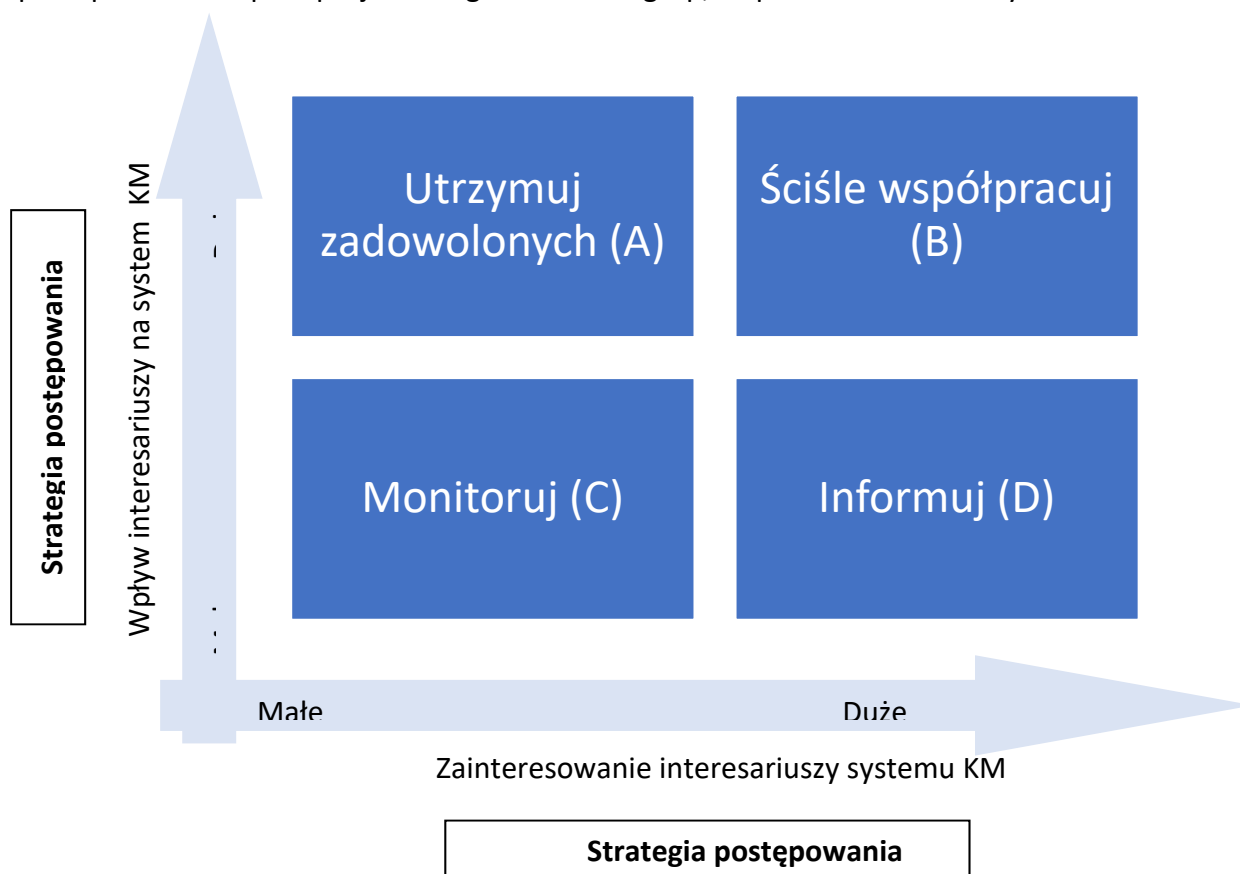 Utrzymuj
zadowolonych (A)
Ściśle współpracuj
(B)
Monitoruj (C)
Informuj (D)
Strategia postępowania
Wpływ interesariuszy na system KM
Małe
Duże
Zainteresowanie interesariuszy systemu KM
Strategia postępowania